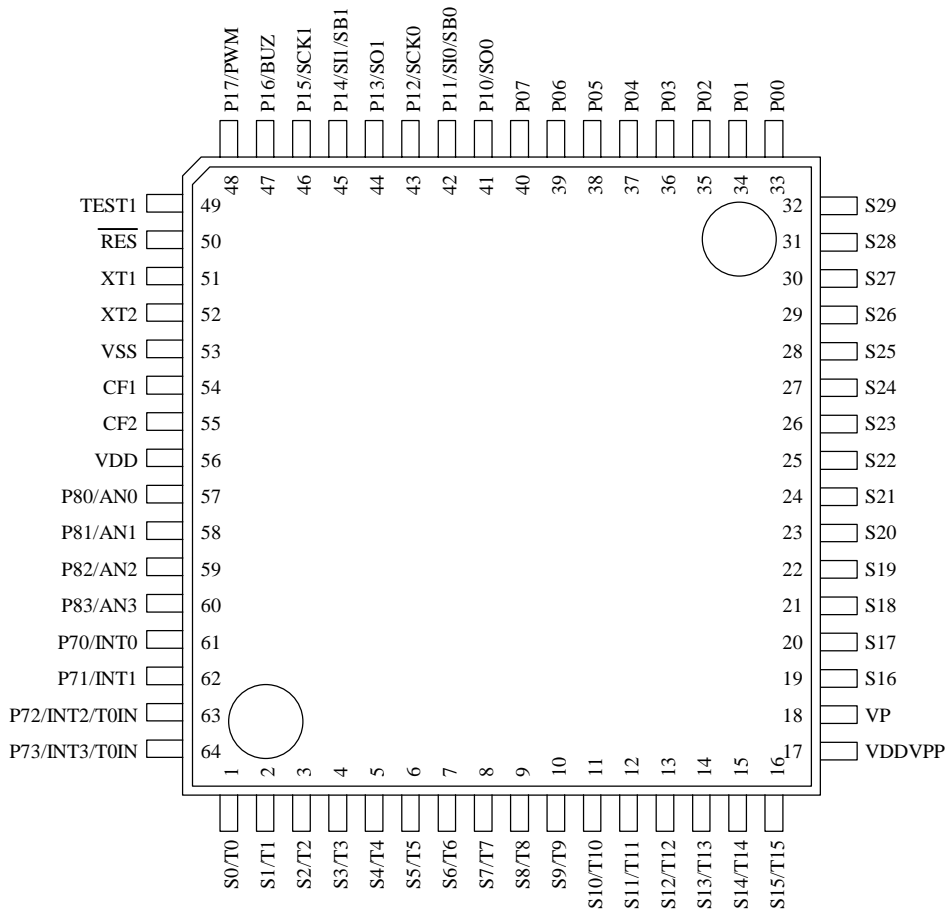 P17/PWM
P16/BUZ
P15/SCK1
P14/SI1/SB1
P13/SO1
P12/SCK0
P11/SI0/SB0
P10/SO0
P07
P06
P05
P04
P03
P02
P01
P00
48
47
46
45
44
43
42
41
40
39
38
37
36
35
34
33
TEST1 49
RES 50
XT1 51
XT2 52
VSS 53
CF1 54
CF2 55
VDD 56
P80/AN0 57
P81/AN1 58
P82/AN2 59
P83/AN3 60
P70/INT0 61
P71/INT1 62
P72/INT2/T0IN 63
P73/INT3/T0IN 64
32 S29
31 S28
30 S27
29 S26
28 S25
27 S24
26 S23
25 S22
24 S21
23 S20
22 S19
21 S18
20 S17
19 S16
18 VP
17 VDDVPP
1
2
3
4
5
6
7
8
9
10
11
12
13
14
15
16
S0/T0
S1/T1
S2/T2
S3/T3
S4/T4
S5/T5
S6/T6
S7/T7
S8/T8
S9/T9
S10/T10
S11/T11
S12/T12
S13/T13
S14/T14
S15/T15